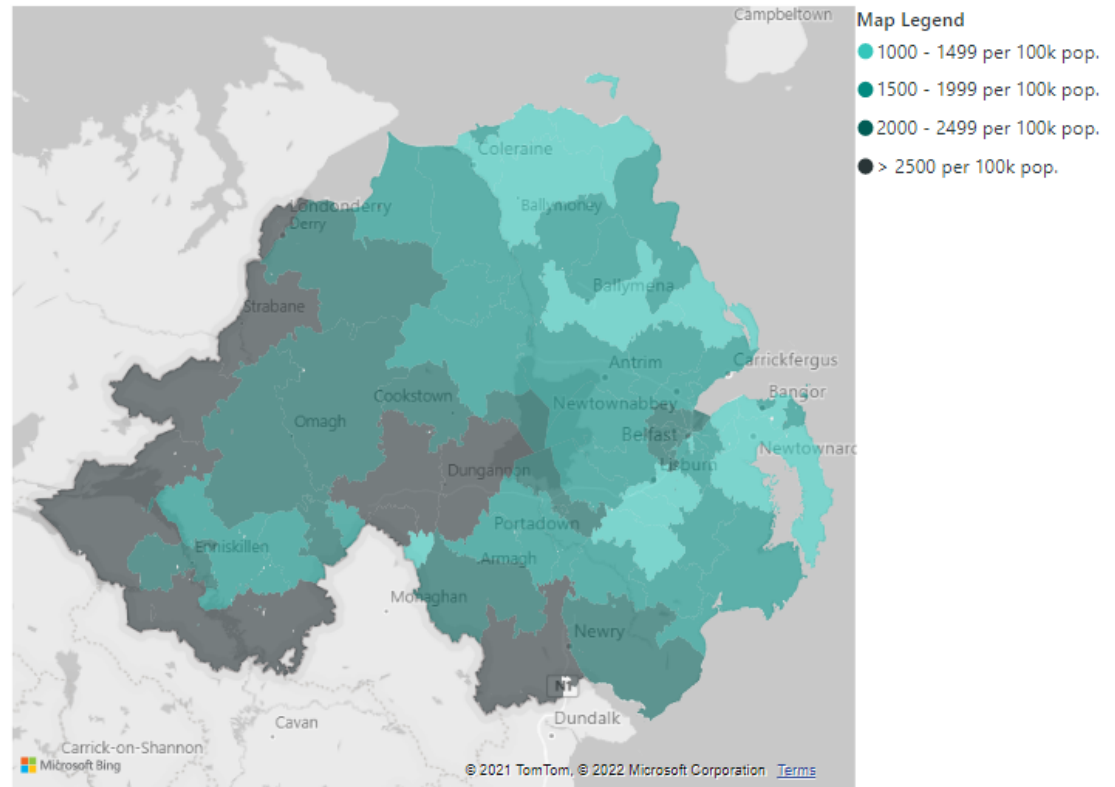 Campbeltown
Map Legend
1000 - 1499 per 100k pop.
1500 - 1999 per 100k pop.
2000 - 2499 per 100k pop.
> 2500 per 100k pop.
Coleraine
Londonderry
Derry
Ballymoney
Ballymena
Strabane
Antrim
Carrickfergus
Cookstown
Newtownabbey
Bangor
Omagh
Belfast
Newtownarc
Dungannon
Lisburn
Portadown
Enniskillen
Armagh
Monaghan
Newry
N1
Dundalk
Cavan
Carrick-on-Shannon
Microsoft Bing
© 2021 TomTom, © 2022 Microsoft Corporation Terms